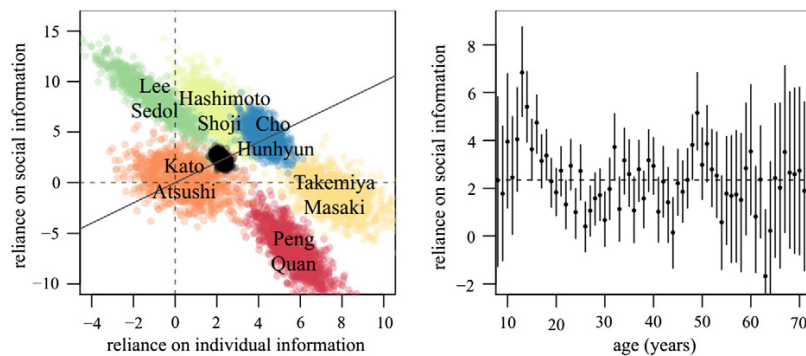 reliance on social information
15
10
5
0
−5
−10
Lee
Sedol
Hashimoto
Shoji
Cho
Hunhyun
Kato
Atsushi
Takemiya
Masaki
Peng
Quan
−4 −2 0 2 4 6 8 10
reliance on individual information
reliance on social information
8
6
4
2
0
−2
10 20 30 40 50 60 70
age (years)